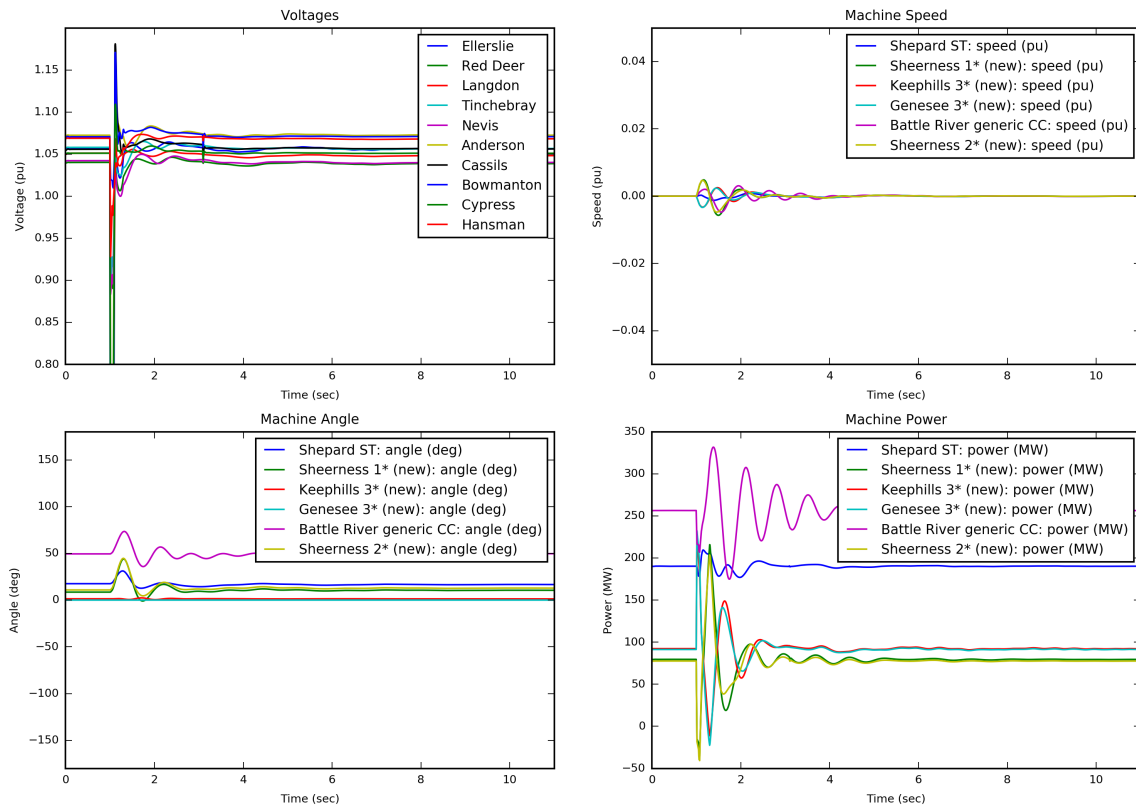 Voltages
Voltage (pu)
1.15
1.10
1.05
1.00
0.95
0.90
0.85
0.80
0
2
4
6
8
10
Time (sec)
Ellerslie
Red Deer
Langdon
Tinchebray
Nevis
Anderson
Cassils
Bowmanton
Cypress
Hansman
Machine Speed
Speed (pu)
0.04
0.02
0.00
−0.02
−0.04
0
2
4
6
8
10
Time (sec)
Shepard ST: speed (pu)
Sheerness 1* (new): speed (pu)
Keephills 3* (new): speed (pu)
Genesee 3* (new): speed (pu)
Battle River generic CC: speed (pu)
Sheerness 2* (new): speed (pu)
Machine Angle
Angle (deg)
150
100
50
0
−50
−100
−150
0
2
4
6
8
10
Time (sec)
Shepard ST: angle (deg)
Sheerness 1* (new): angle (deg)
Keephills 3* (new): angle (deg)
Genesee 3* (new): angle (deg)
Battle River generic CC: angle (deg)
Sheerness 2* (new): angle (deg)
Machine Power
Power (MW)
350
300
250
200
150
100
50
0
−50
0
2
4
6
8
10
Time (sec)
Shepard ST: power (MW)
Sheerness 1* (new): power (MW)
Keephills 3* (new): power (MW)
Genesee 3* (new): power (MW)
Battle River generic CC: power (MW)
Sheerness 2* (new): power (MW)